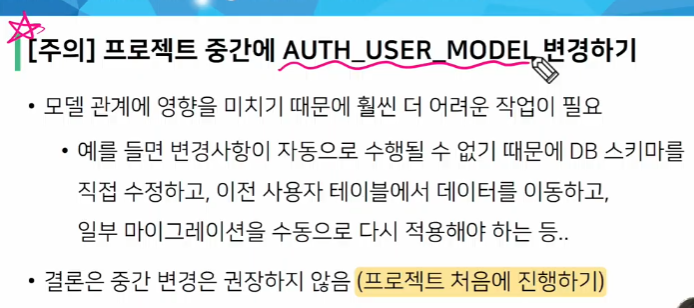 [주의] 프로젝트 중간에 AUTH_USER_MODEL 변경하기
• 모델 관계에 영향을 미치기 때문에 훨씬 더 어려운 작업이 필요
• 예를 들면 변경사항이 자동으로 수행될 수 없기 때문에 DB 스키마를
직접 수정하고, 이전 사용자 테이블에서 데이터를 이동하고,
일부 마이그레이션을 수동으로 다시 적용해야 하는 등..
• 결론은 중간 변경은 권장하지 않음 (프로젝트 처음에 진행하기)